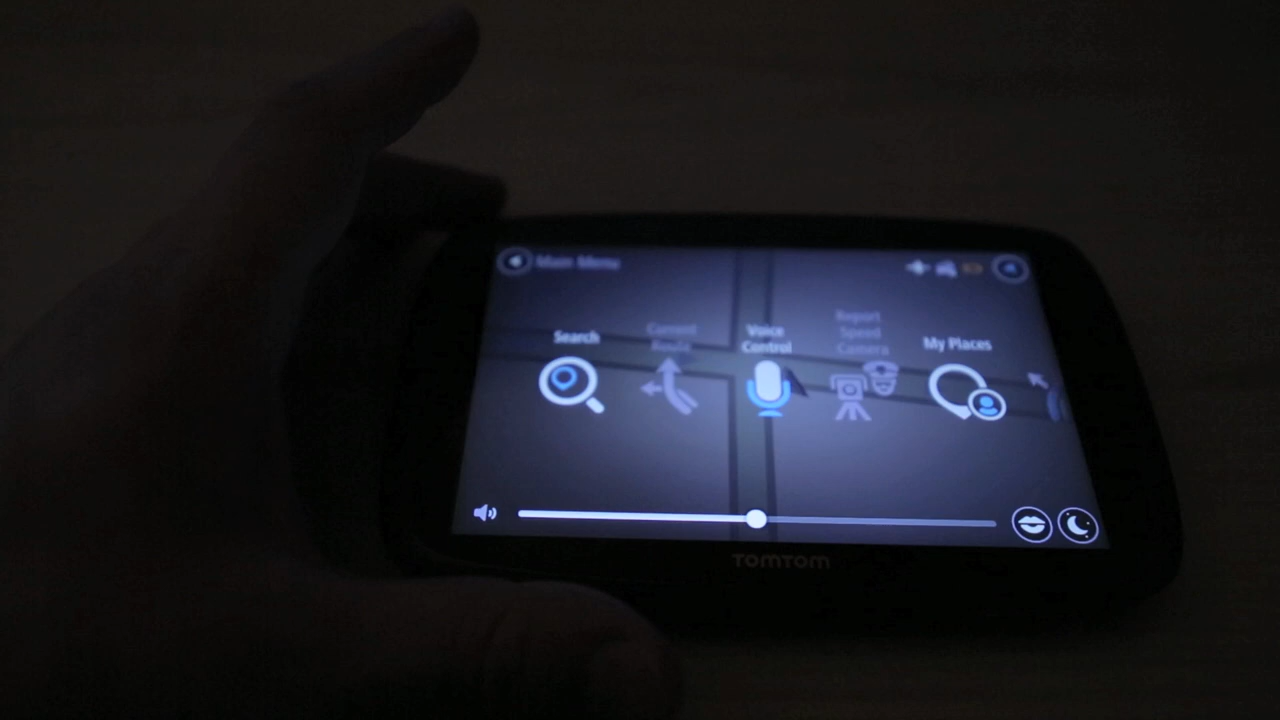 Main Menu
Search
Current
Route
Voice
Control
Report
Speed
Camera
My Places
TOMTOM